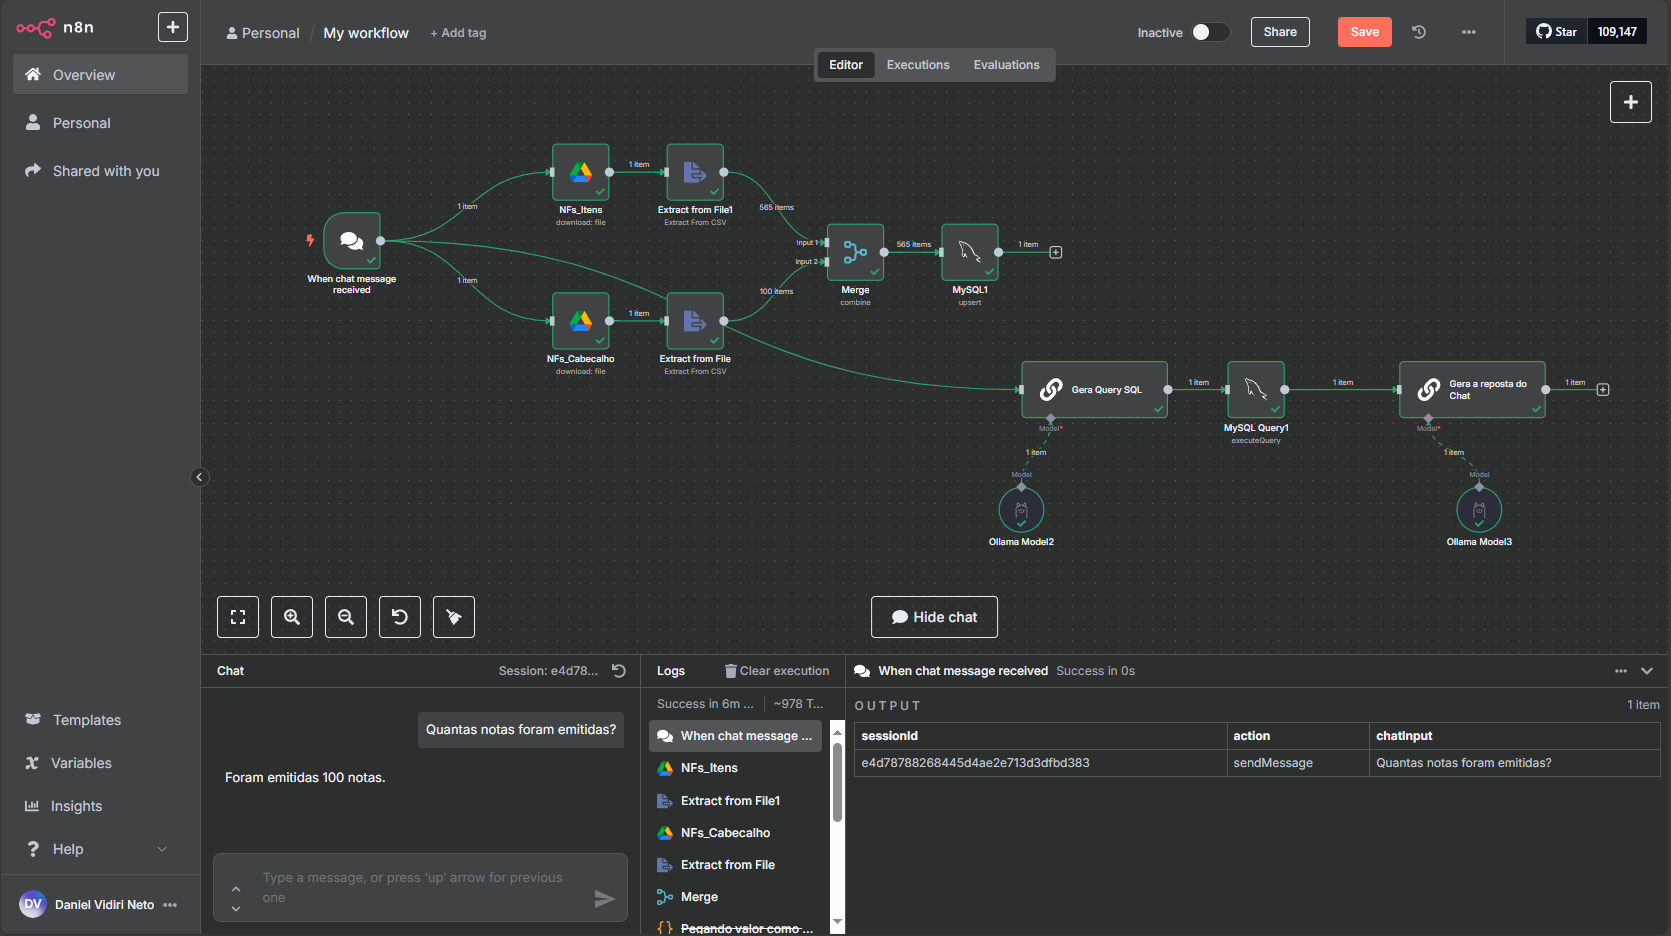 n8n
Overview
Personal
Shared with you
Templates
Variables
Insights
Help
DV
Daniel Vidiri Neto
Personal / My workflow + Add tag
Inactive
Share
Save
Star 109,147
Editor Executions Evaluations
When chat message
received
1 item
1 item
NFs_Itens
download: file
1 item
Extract from File1
Extract From CSV
565 items
NFs_Cabecalho
download: file
1 item
Extract from File
Extract From CSV
100 items
Input 1
Input 2
Merge
combine
565 items
MySQL1
upsert
1 item
Gera Query SQL
Model*
1 item
Model
Ollama Model2
1 item
MySQL Query1
executeQuery
1 item
Gera a reposta do
Chat
1 item
Model*
1 item
Model
Ollama Model3
Hide chat
Chat
Session: e4d78...
Quantas notas foram emitidas?
Foram emitidas 100 notas.
Type a message, or press 'up' arrow for previous
one
Logs
Clear execution
Success in 6m ...
~978 T...
When chat message ...
NFs_Itens
Extract from File1
NFs_Cabecalho
Extract from File
Merge
Pegando valor como ...
When chat message received Success in 0s
OUTPUT
1 item
sessionId action chatInput
e4d78788268445d4ae2e713d3dfbd383 sendMessage Quantas notas foram emitidas?